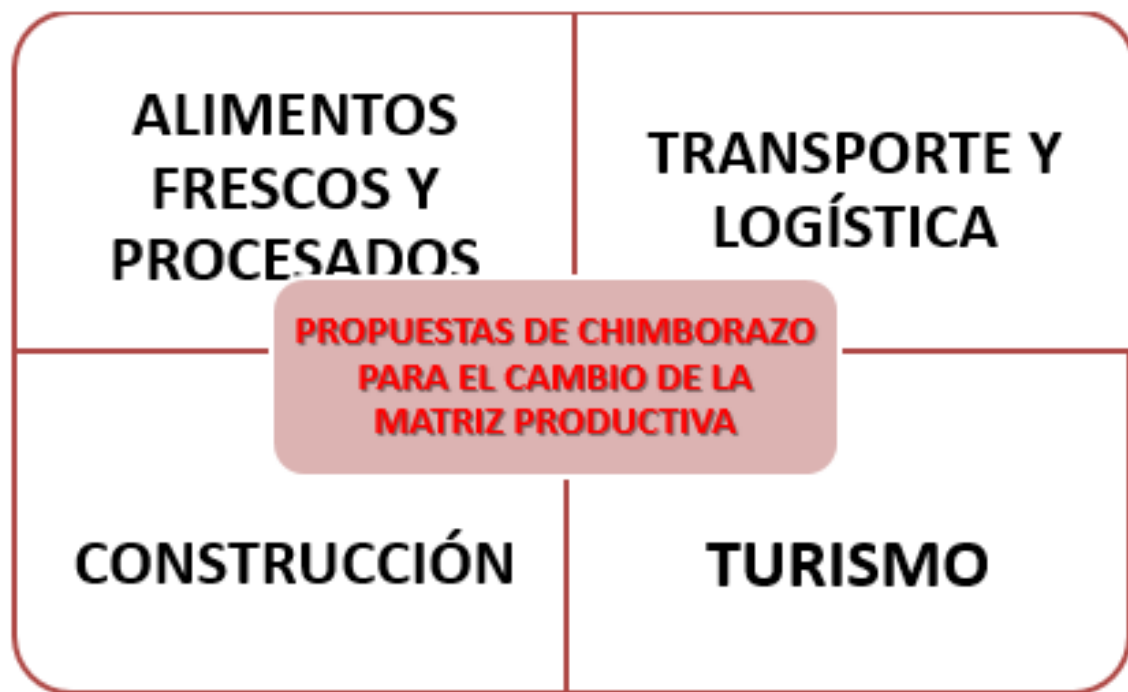 ALIMENTOS
FRESCOS Y
PROCESADOS
TRANSPORTE Y
LOGÍSTICA
PROPUESTAS DE CHIMBORAZO
PARA EL CAMBIO DE LA
MATRIZ PRODUCTIVA
CONSTRUCCIÓN
TURISMO